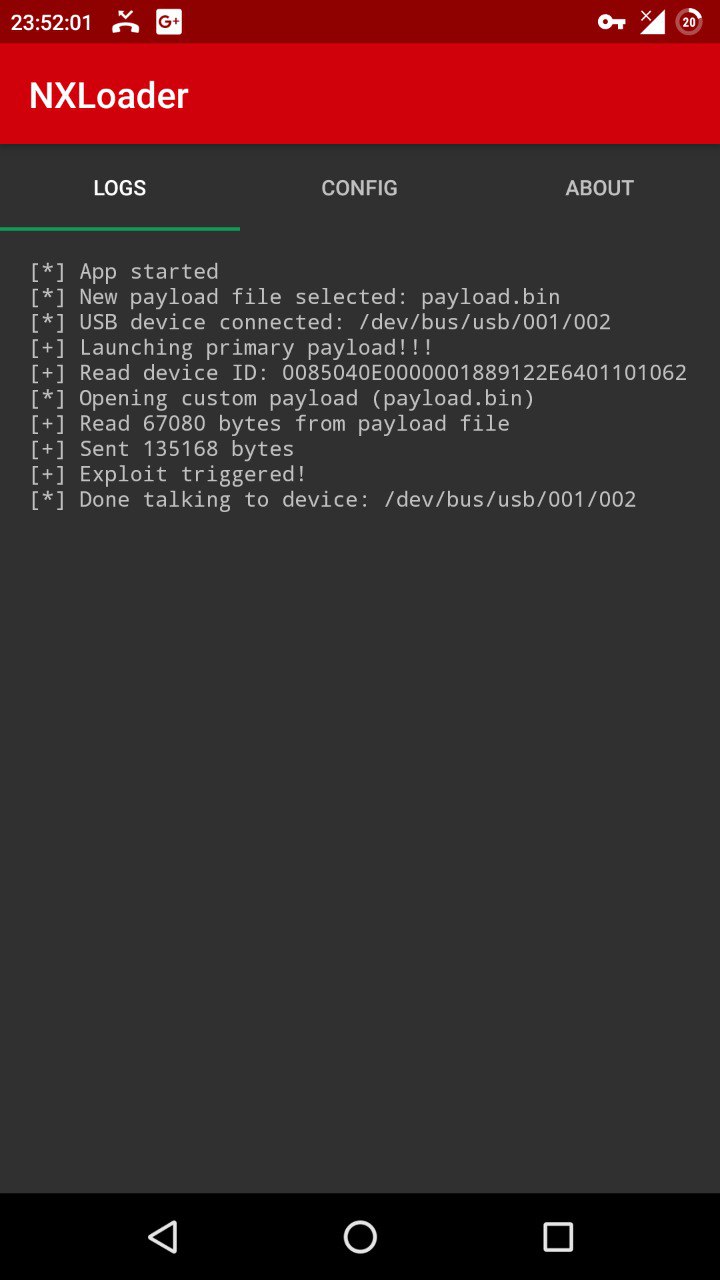 23:52:01 G+ 20
NXLoader
LOGS CONFIG ABOUT
[*] App started
[*] New payload file selected: payload.bin
[*] USB device connected: /dev/bus/usb/001/002
[+] Launching primary payload!!!
[+] Read device ID: 0085040E0000001889122E6401101062
[*] Opening custom payload (payload.bin)
[+] Read 67080 bytes from payload file
[+] Sent 135168 bytes
[+] Exploit triggered!
[*] Done talking to device: /dev/bus/usb/001/002